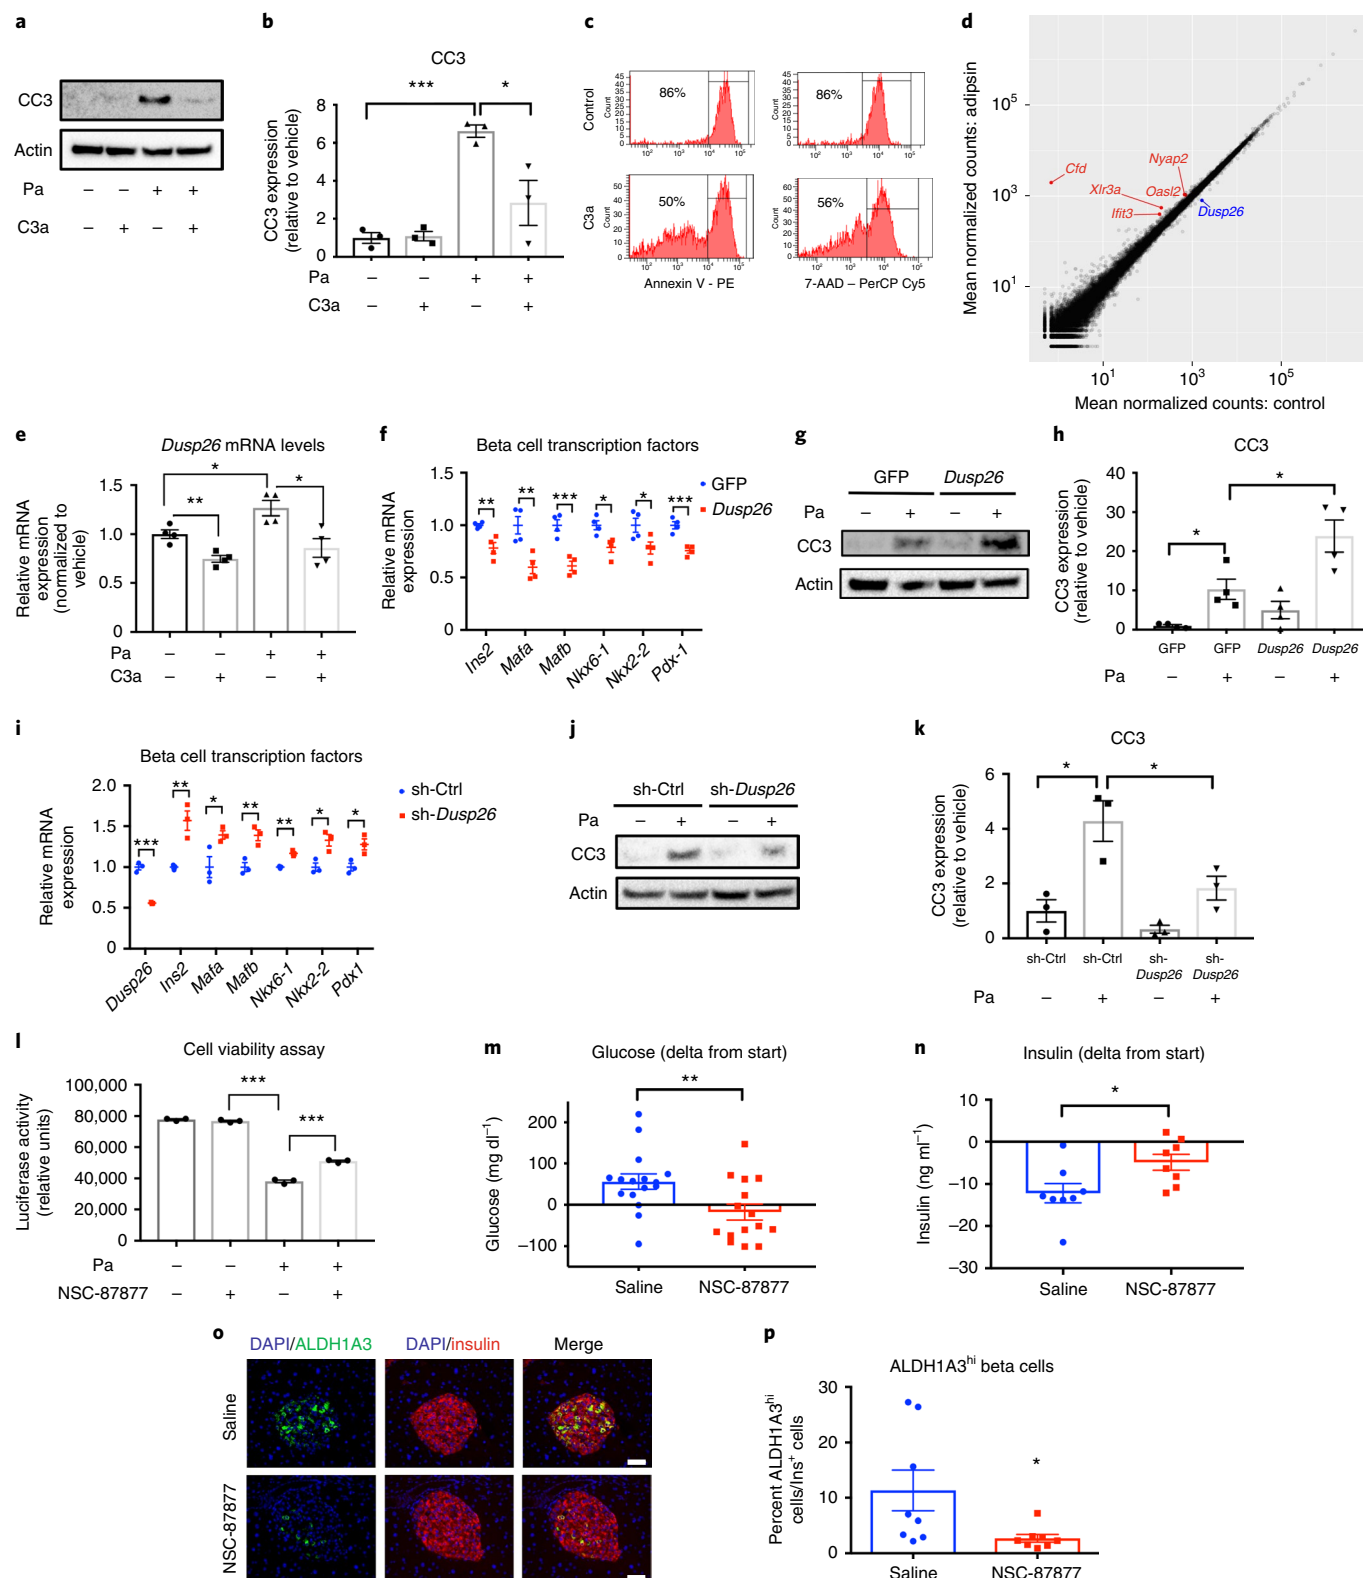 a
CC3
Actin
Pa – – + +
C3a – + – +
b
CC3
*** *
CC3 expression
(relative to vehicle)
8
6
4
2
0
Pa – – + +
C3a – + – +
c
Control
C3a
Count
86%
86%
50%
56%
Annexin V - PE
7-AAD – PerCP Cy5
d
Mean normalized counts: adipsin
10⁵
10³
10¹
Cfd
Nyap2
Xlr3a
Oasl2
Ifit3
Dusp26
10¹ 10³ 10⁵
Mean normalized counts: control
e
Dusp26 mRNA levels
* ** *
Relative mRNA
expression
(normalized to
vehicle)
1.5
1.0
0.5
0
Pa – – + +
C3a – + – +
f
Beta cell transcription factors
GFP
Dusp26
** ** *** * * ***
Relative mRNA
expression
1.5
1.0
0.5
0
Ins2 Mafa Mafb Nkx6-1 Nkx2-2 Pdx-1
g
GFP Dusp26
Pa – + – +
CC3
Actin
h
CC3
* *
CC3 expression
(relative to vehicle)
40
30
20
10
0
GFP GFP Dusp26 Dusp26
Pa – + – +
i
Beta cell transcription factors
sh-Ctrl
sh-Dusp26
*** ** * ** ** * *
Relative mRNA
expression
2.0
1.5
1.0
0.5
0
Dusp26 Ins2 Mafa Mafb Nkx6-1 Nkx2-2 Pdx1
j
sh-Ctrl sh-Dusp26
Pa – + – +
CC3
Actin
k
CC3
* *
CC3 expression
(relative to vehicle)
6
4
2
0
sh-Ctrl sh-Ctrl sh-Dusp26 sh-Dusp26
Pa – + – +
l
Cell viability assay
*** ***
Luciferase activity
(relative units)
100,000
80,000
60,000
40,000
20,000
0
Pa – – + +
NSC-87877 – + – +
m
Glucose (delta from start)
**
Glucose (mg dl⁻¹)
200
100
0
–100
Saline NSC-87877
n
Insulin (delta from start)
*
Insulin (ng ml⁻¹)
10
0
–10
–20
–30
Saline NSC-87877
o
DAPI/ALDH1A3 DAPI/insulin Merge
Saline
NSC-87877
p
ALDH1A3ʰⁱ beta cells
*
Percent ALDH1A3ʰⁱ
cells/Ins⁺ cells
30
20
10
0
Saline NSC-87877